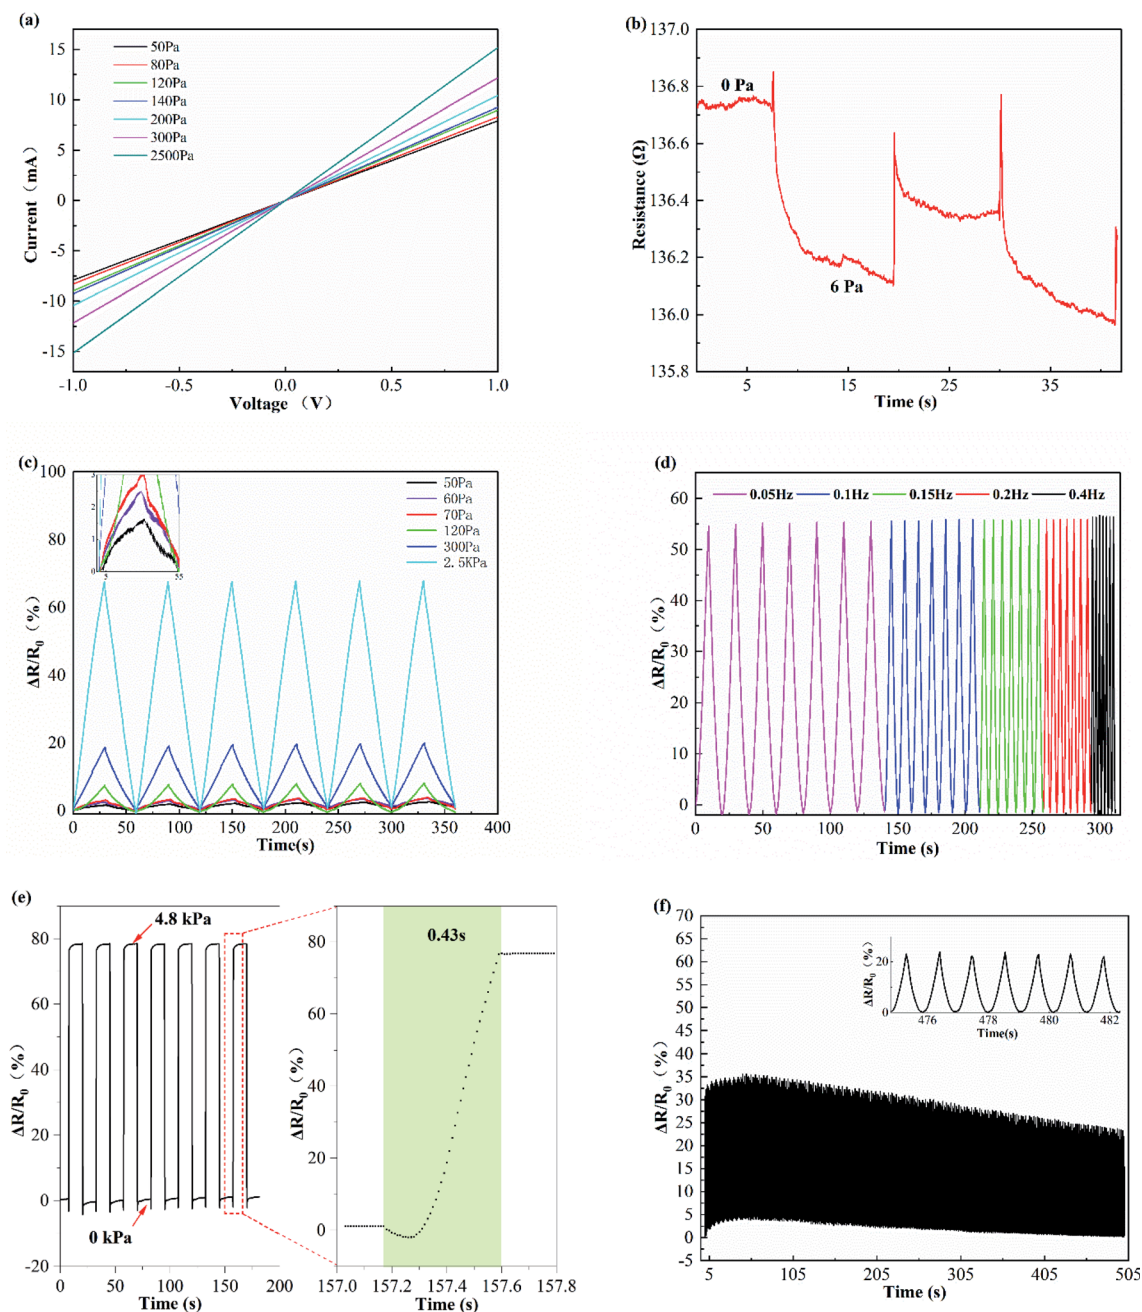 (a)
15
10
5
0
-5
-10
-15
Current (mA)
50Pa
80Pa
120Pa
140Pa
200Pa
300Pa
2500Pa
-1.0
-0.5
0.0
0.5
1.0
Voltage (V)
(b)
137.0
136.8
136.6
136.4
136.2
136.0
135.8
Resistance (Ω)
0 Pa
6 Pa
5
15
25
35
Time (s)
(c)
100
80
60
40
20
0
ΔR/R0 (%)
3
2
1
0
5
55
50Pa
60Pa
70Pa
120Pa
300Pa
2.5KPa
0
50
100
150
200
250
300
350
400
Time(s)
(d)
60
50
40
30
20
10
0
ΔR/R0 (%)
0.05Hz
0.1Hz
0.15Hz
0.2Hz
0.4Hz
0
50
100
150
200
250
300
Time (s)
(e)
80
60
40
20
0
-20
ΔR/R0 (%)
4.8 kPa
0 kPa
0
50
100
150
200
Time (s)
80
60
40
20
0
ΔR/R0 (%)
0.43s
157.0
157.2
157.4
157.6
157.8
Time (s)
(f)
70
65
60
55
50
45
40
35
30
25
20
15
10
5
0
-5
ΔR/R0 (%)
20
0
ΔR/R0 (%)
476
478
480
482
Time(s)
5
105
205
305
405
505
Time (s)